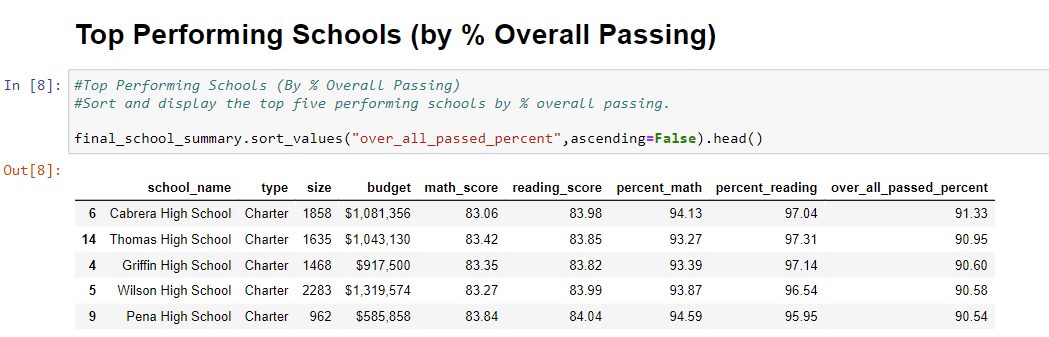 Top Performing Schools (by % Overall Passing)
In [8]: #Top Performing Schools (By % Overall Passing)
#Sort and display the top five performing schools by % overall passing.
final_school_summary.sort_values("over_all_passed_percent",ascending=False).head()
Out[8]:
school_name type size budget math_score reading_score percent_math percent_reading over_all_passed_percent
6 Cabrera High School Charter 1858 $1,081,356 83.06 83.98 94.13 97.04 91.33
14 Thomas High School Charter 1635 $1,043,130 83.42 83.85 93.27 97.31 90.95
4 Griffin High School Charter 1468 $917,500 83.35 83.82 93.39 97.14 90.60
5 Wilson High School Charter 2283 $1,319,574 83.27 83.99 93.87 96.54 90.58
9 Pena High School Charter 962 $585,858 83.84 84.04 94.59 95.95 90.54